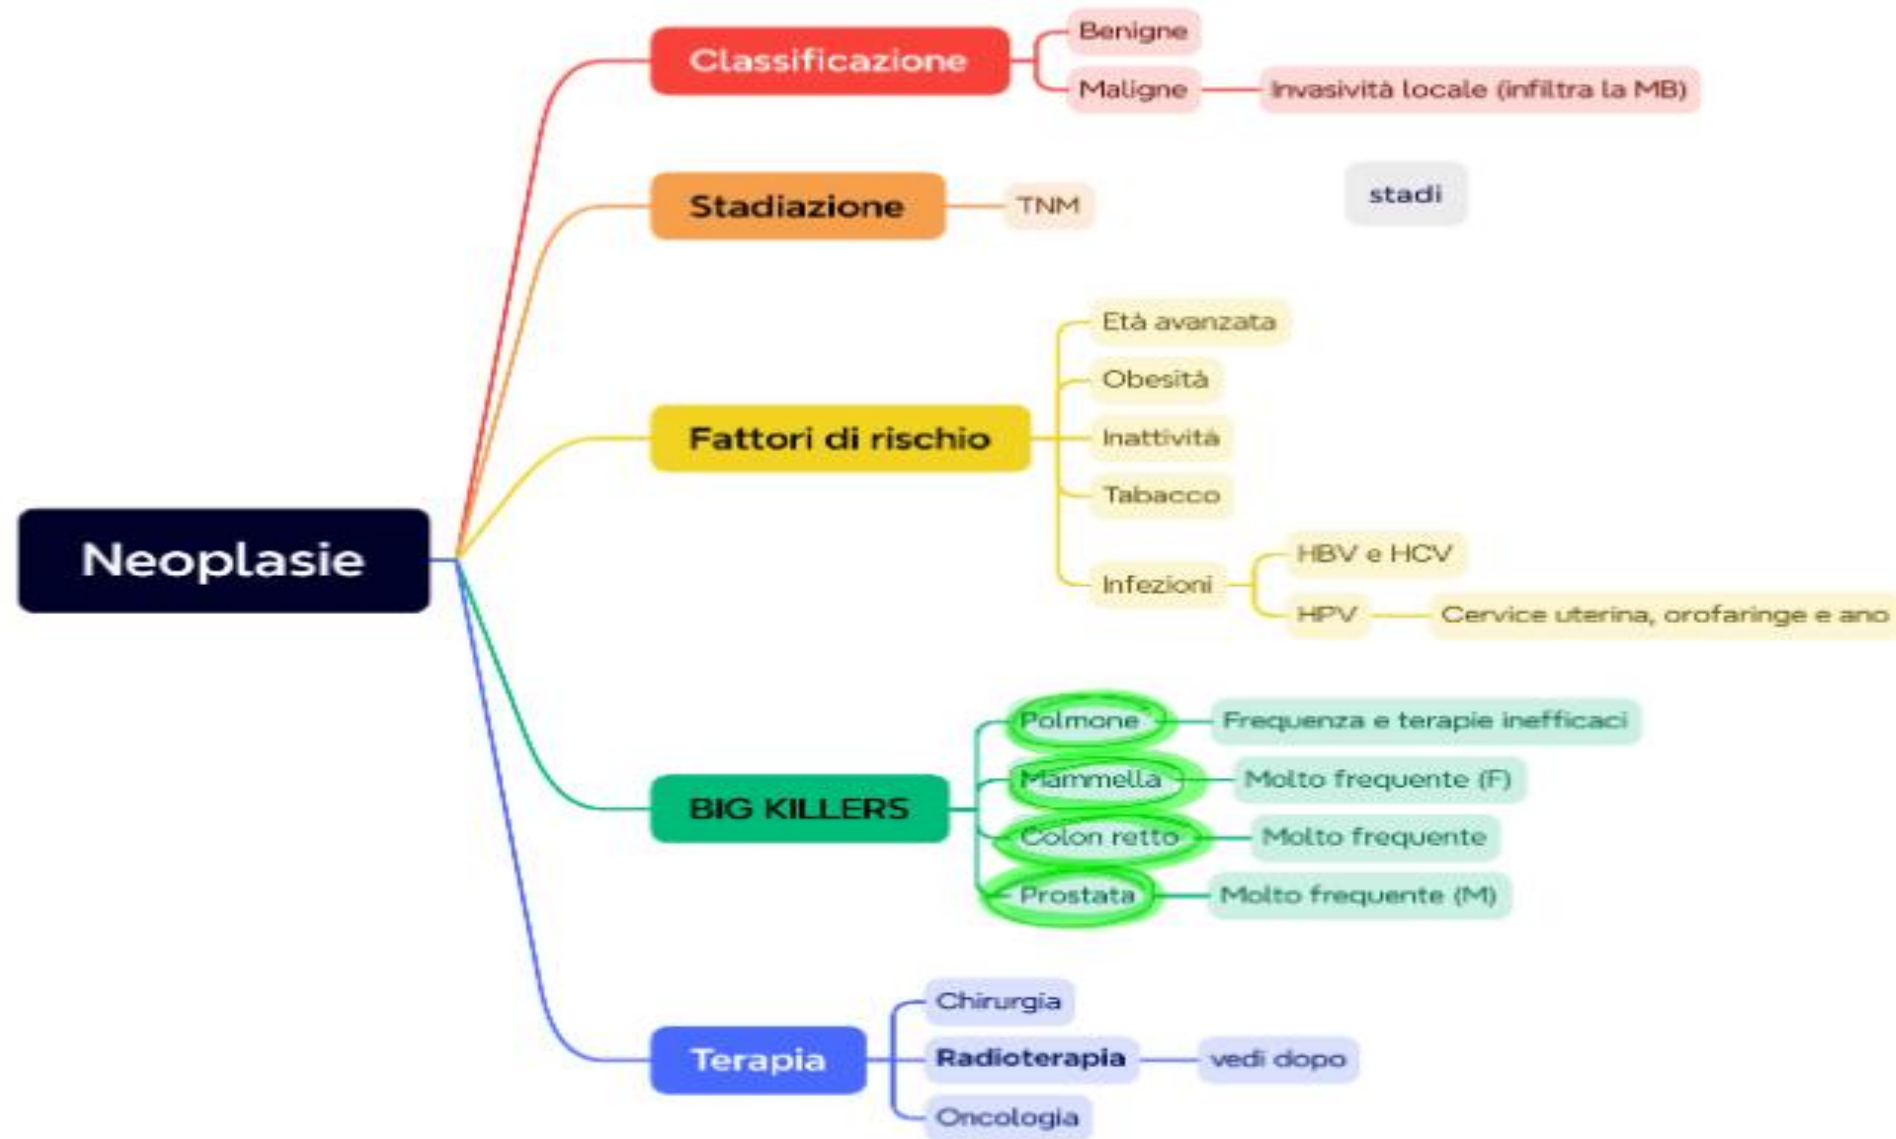 Neoplasie
Classificazione
Benigne
Maligne
Invasività locale (infiltra la MB)
Stadiazione
TNM
stadi
Fattori di rischio
Età avanzata
Obesità
Inattività
Tabacco
Infezioni
HBV e HCV
HPV
Cervice uterina, orofaringe e ano
BIG KILLERS
Polmone
Frequenza e terapie inefficaci
Mammella
Molto frequente (F)
Colon retto
Molto frequente
Prostata
Molto frequente (M)
Terapia
Chirurgia
Radioterapia
vedi dopo
Oncologia